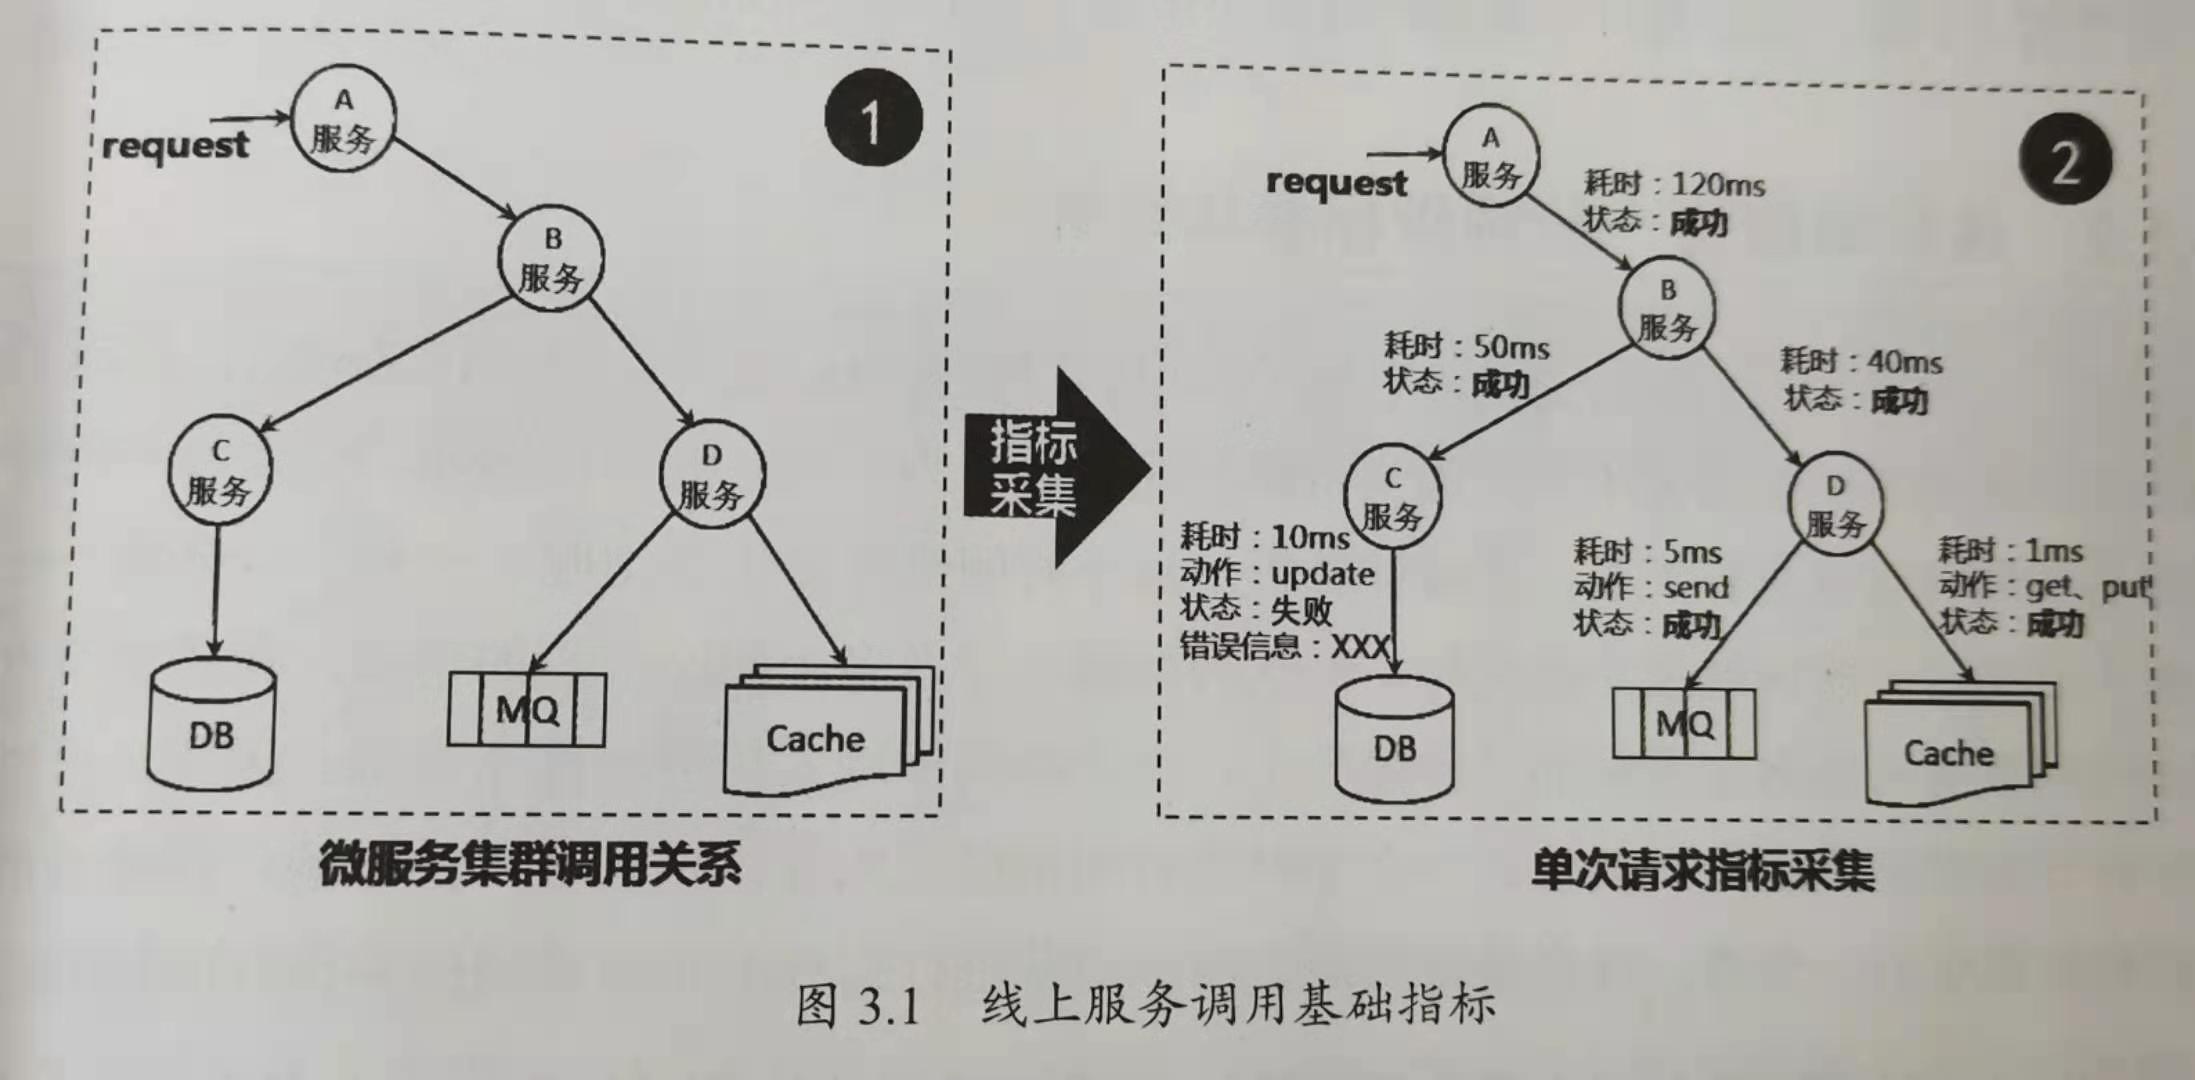 1
request
A
服务
B
服务
C
服务
D
服务
DB
MQ
Cache
微服务集群调用关系
指标
采集
2
request
A
服务
耗时：120ms
状态：成功
B
服务
耗时：50ms
状态：成功
耗时：40ms
状态：成功
C
服务
D
服务
耗时：10ms
动作：update
状态：失败
错误信息：XXX
耗时：5ms
动作：send
状态：成功
耗时：1ms
动作：get、put
状态：成功
DB
MQ
Cache
单次请求指标采集
图 3.1 线上服务调用基础指标